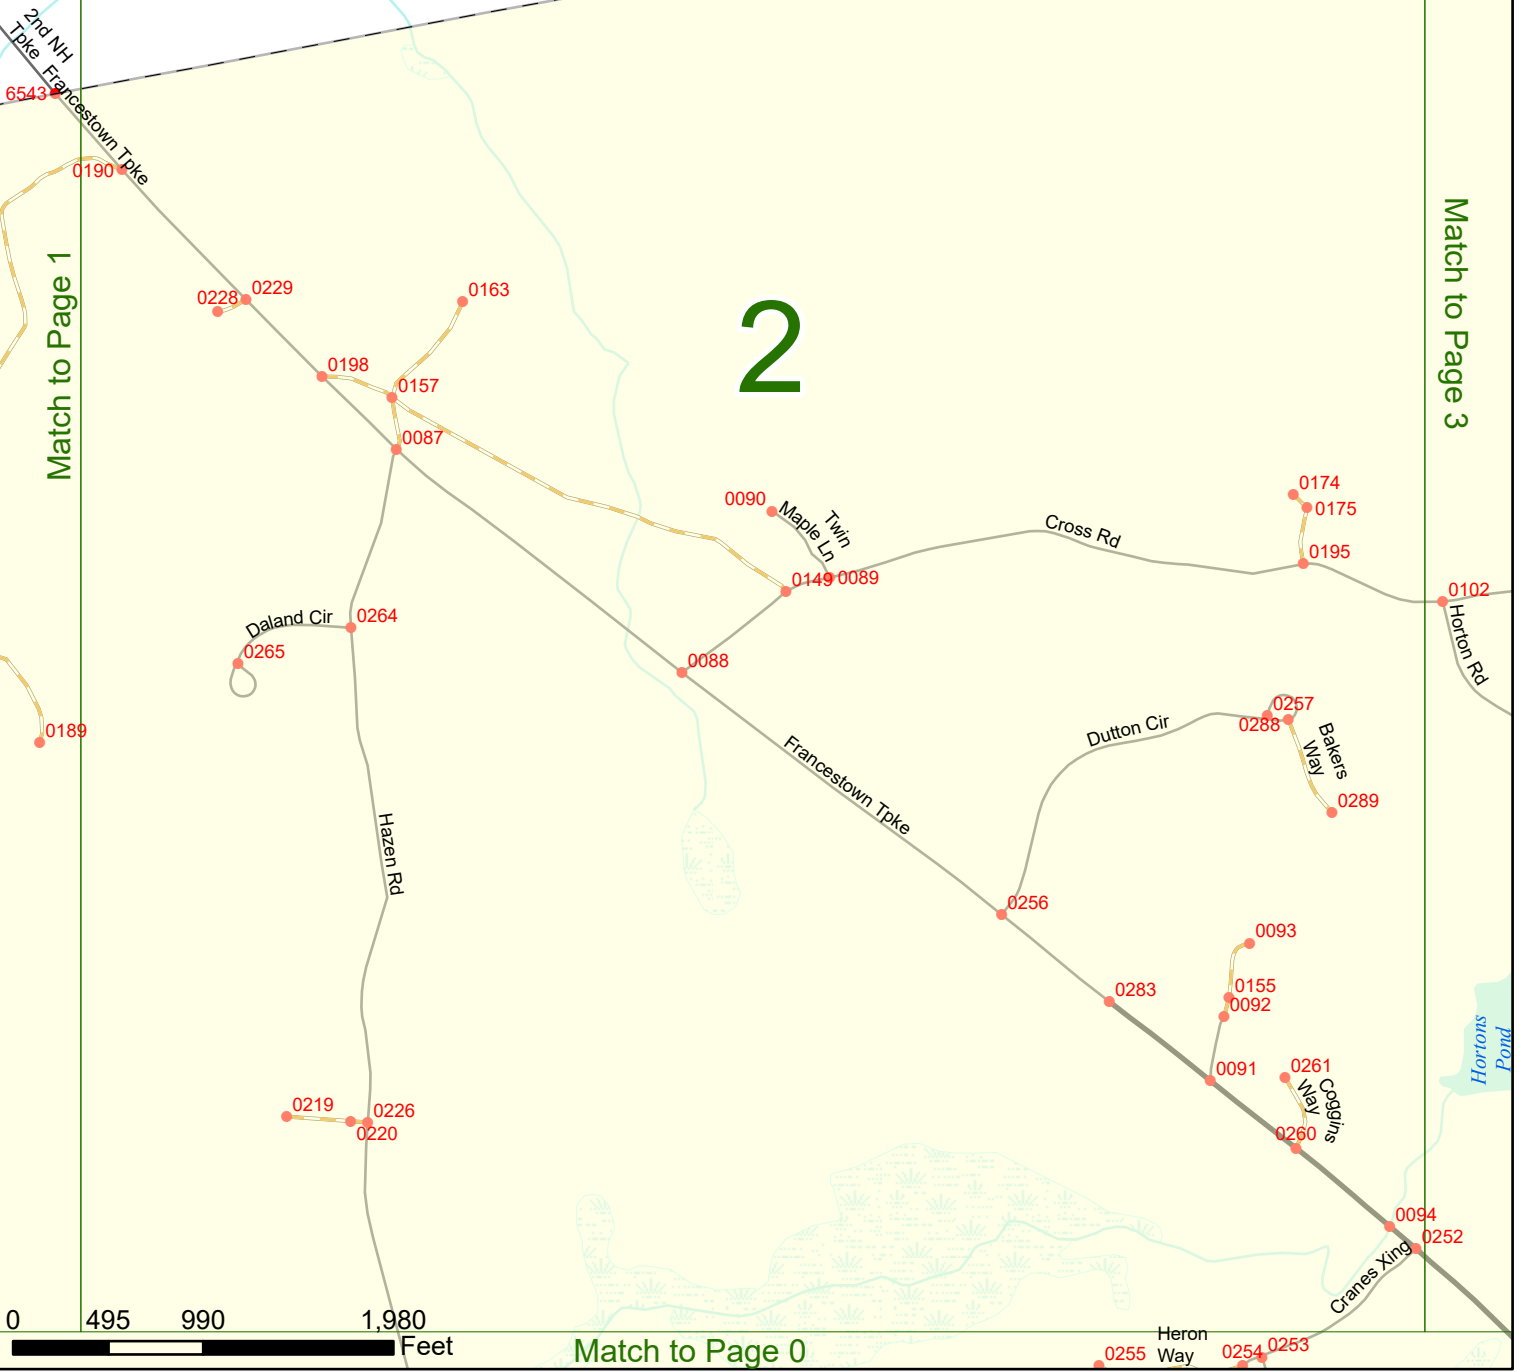 2nd NH
Tpke
Francestown Tpke
6543
0190
Match to Page 1
0228
0229
0163
0198
0157
0087
2
Match to Page 3
0090
Twin
Maple Ln
0149
0089
Cross Rd
0174
0175
0195
0102
Horton Rd
Daland Cir
0264
0265
0088
0189
Francestown Tpke
Dutton Cir
0257
0288
Bakers
Way
0289
Hazen Rd
0256
0093
0283
0155
0092
Hortons
Pond
0091
0261
Coggins
Way
0260
0219
0226
0220
0094
0252
Cranes Xing
0 495 990 1,980
Feet
Match to Page 0
Heron
Way
0255
0254
0253